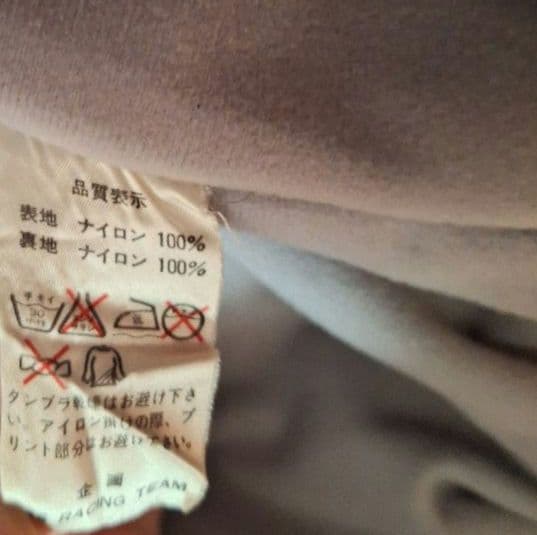 品質表示
表地 ナイロン 100%
裏地 ナイロン 100%
手洗イ
30
タンブラ乾燥はお避け下さ
い。アイロン掛けの際、プ
リント部分はお避け下さい。
企画
RACING TEAM